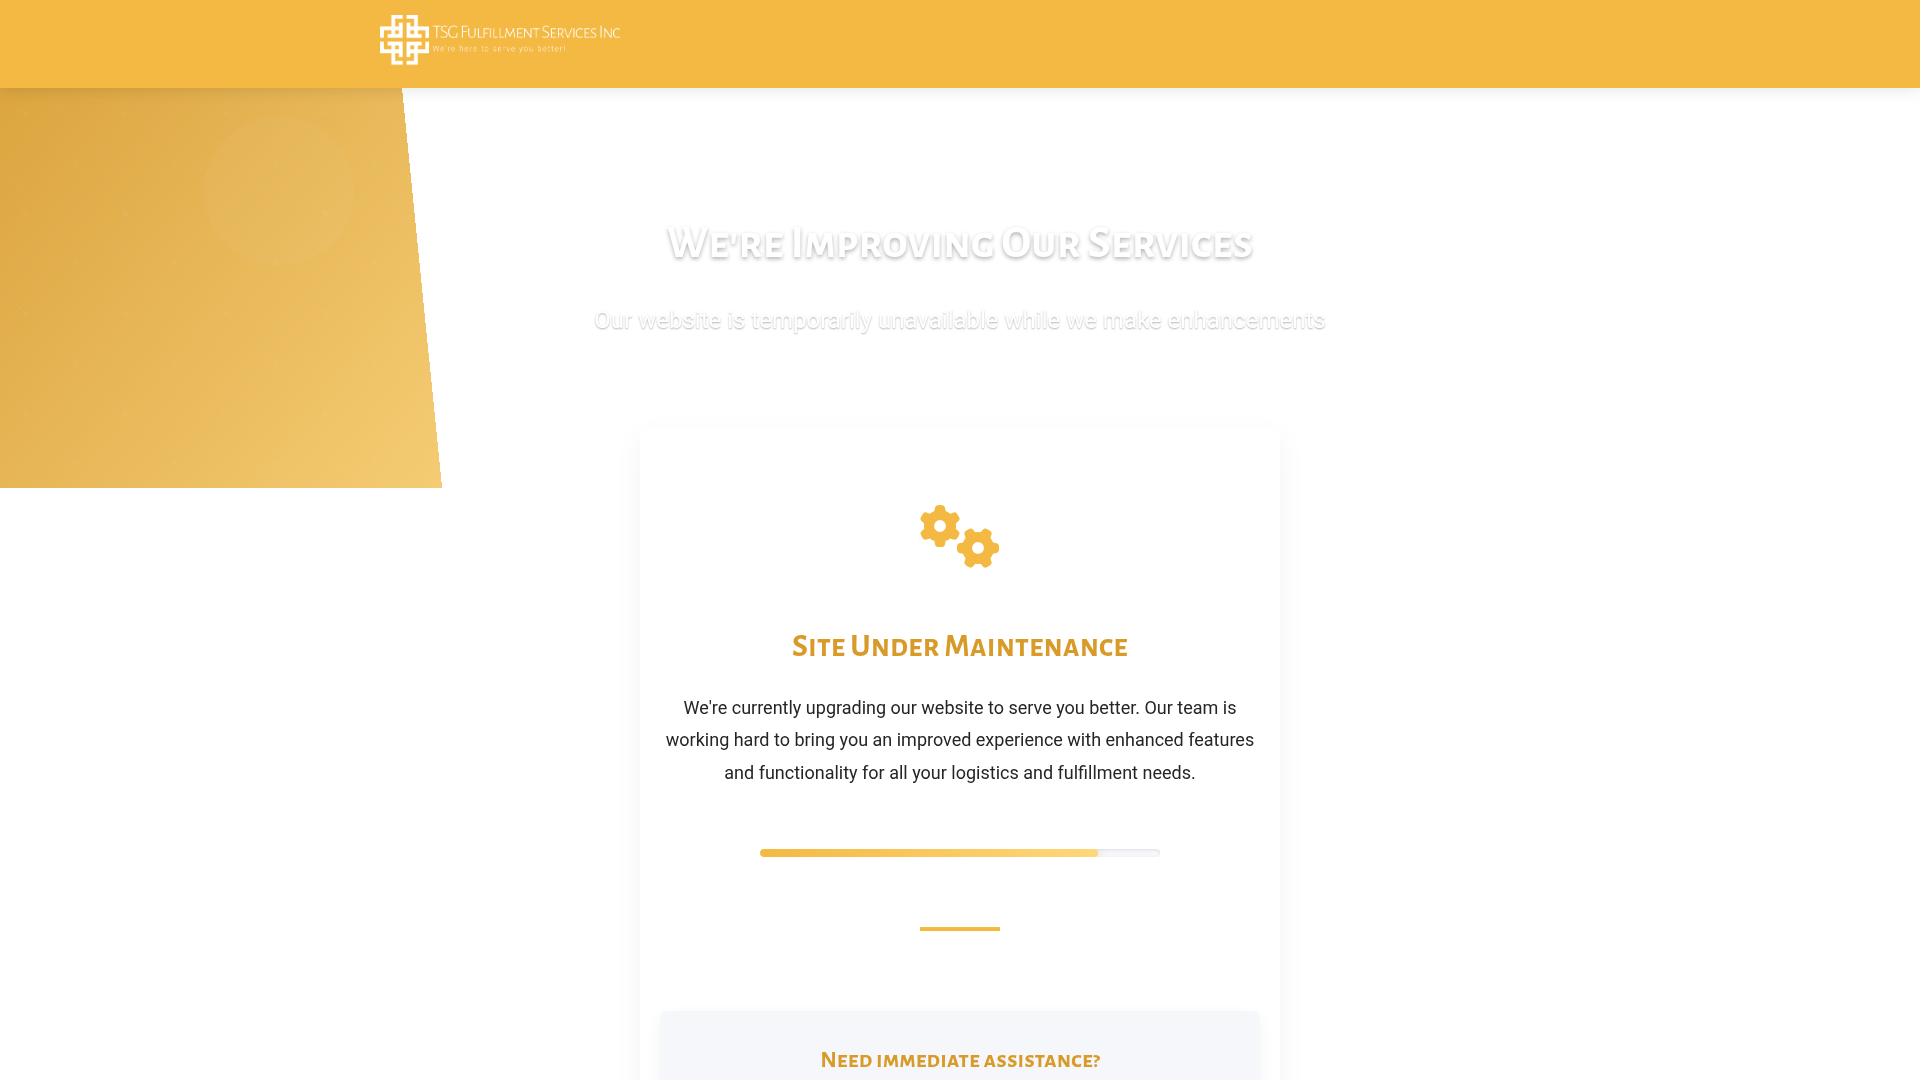 TSG Fulfillment Services Inc
We're here to serve you better!
We're Improving Our Services
Our website is temporarily unavailable while we make enhancements
Site Under Maintenance
We're currently upgrading our website to serve you better. Our team is
working hard to bring you an improved experience with enhanced features
and functionality for all your logistics and fulfillment needs.
Need immediate assistance?